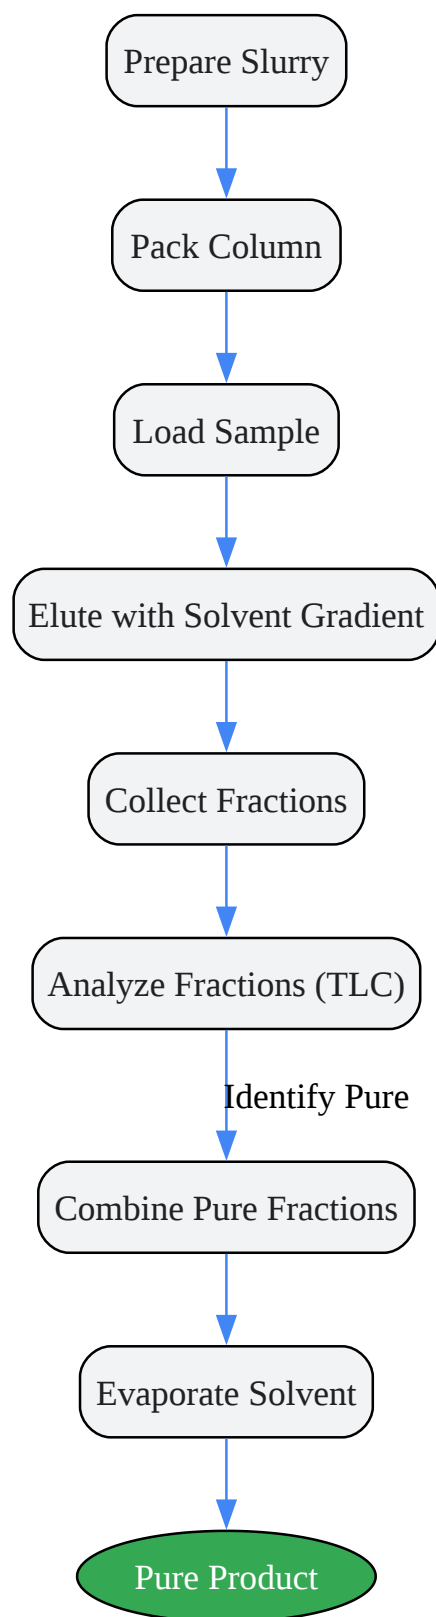 Prepare Slurry
Pack Column
Load Sample
Elute with Solvent Gradient
Collect Fractions
Analyze Fractions (TLC)
Identify Pure
Combine Pure Fractions
Evaporate Solvent
Pure Product